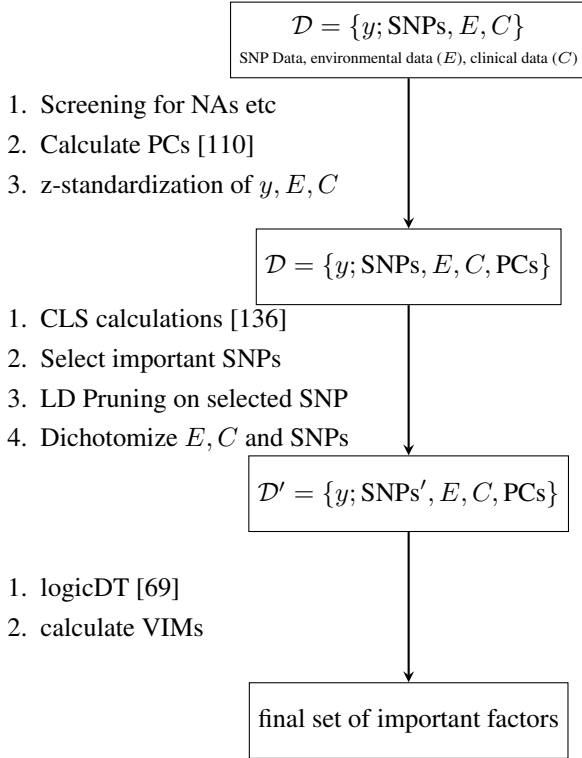 𝒟 = {y; SNPs, E, C}
SNP Data, environmental data (E), clinical data (C)
1. Screening for NAs etc
2. Calculate PCs [110]
3. z-standardization of y, E, C
𝒟 = {y; SNPs, E, C, PCs}
1. CLS calculations [136]
2. Select important SNPs
3. LD Pruning on selected SNP
4. Dichotomize E, C and SNPs
𝒟′ = {y; SNPs′, E, C, PCs}
1. logicDT [69]
2. calculate VIMs
final set of important factors